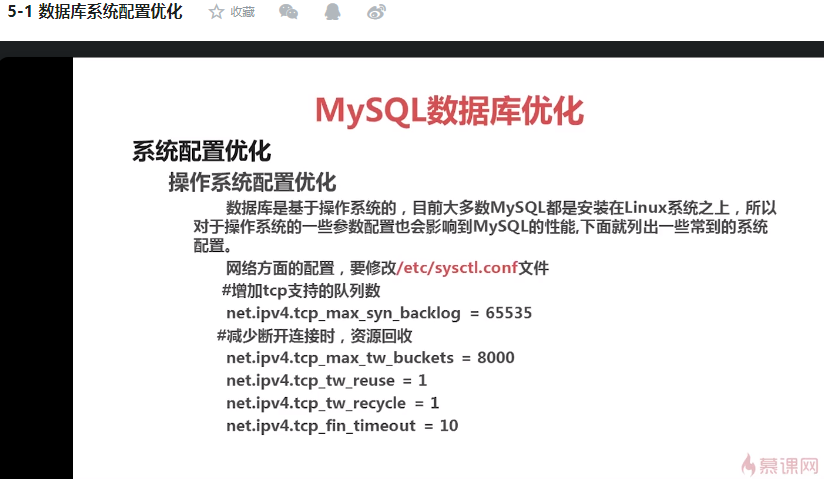 5-1 数据库系统配置优化 收藏
MySQL数据库优化
系统配置优化
操作系统配置优化
数据库是基于操作系统的，目前大多数MySQL都是安装在Linux系统之上，所以
对于操作系统的一些参数配置也会影响到MySQL的性能,下面就列出一些常到的系统
配置。
网络方面的配置，要修改/etc/sysctl.conf文件
#增加tcp支持的队列数
net.ipv4.tcp_max_syn_backlog = 65535
#减少断开连接时，资源回收
net.ipv4.tcp_max_tw_buckets = 8000
net.ipv4.tcp_tw_reuse = 1
net.ipv4.tcp_tw_recycle = 1
net.ipv4.tcp_fin_timeout = 10
慕课网